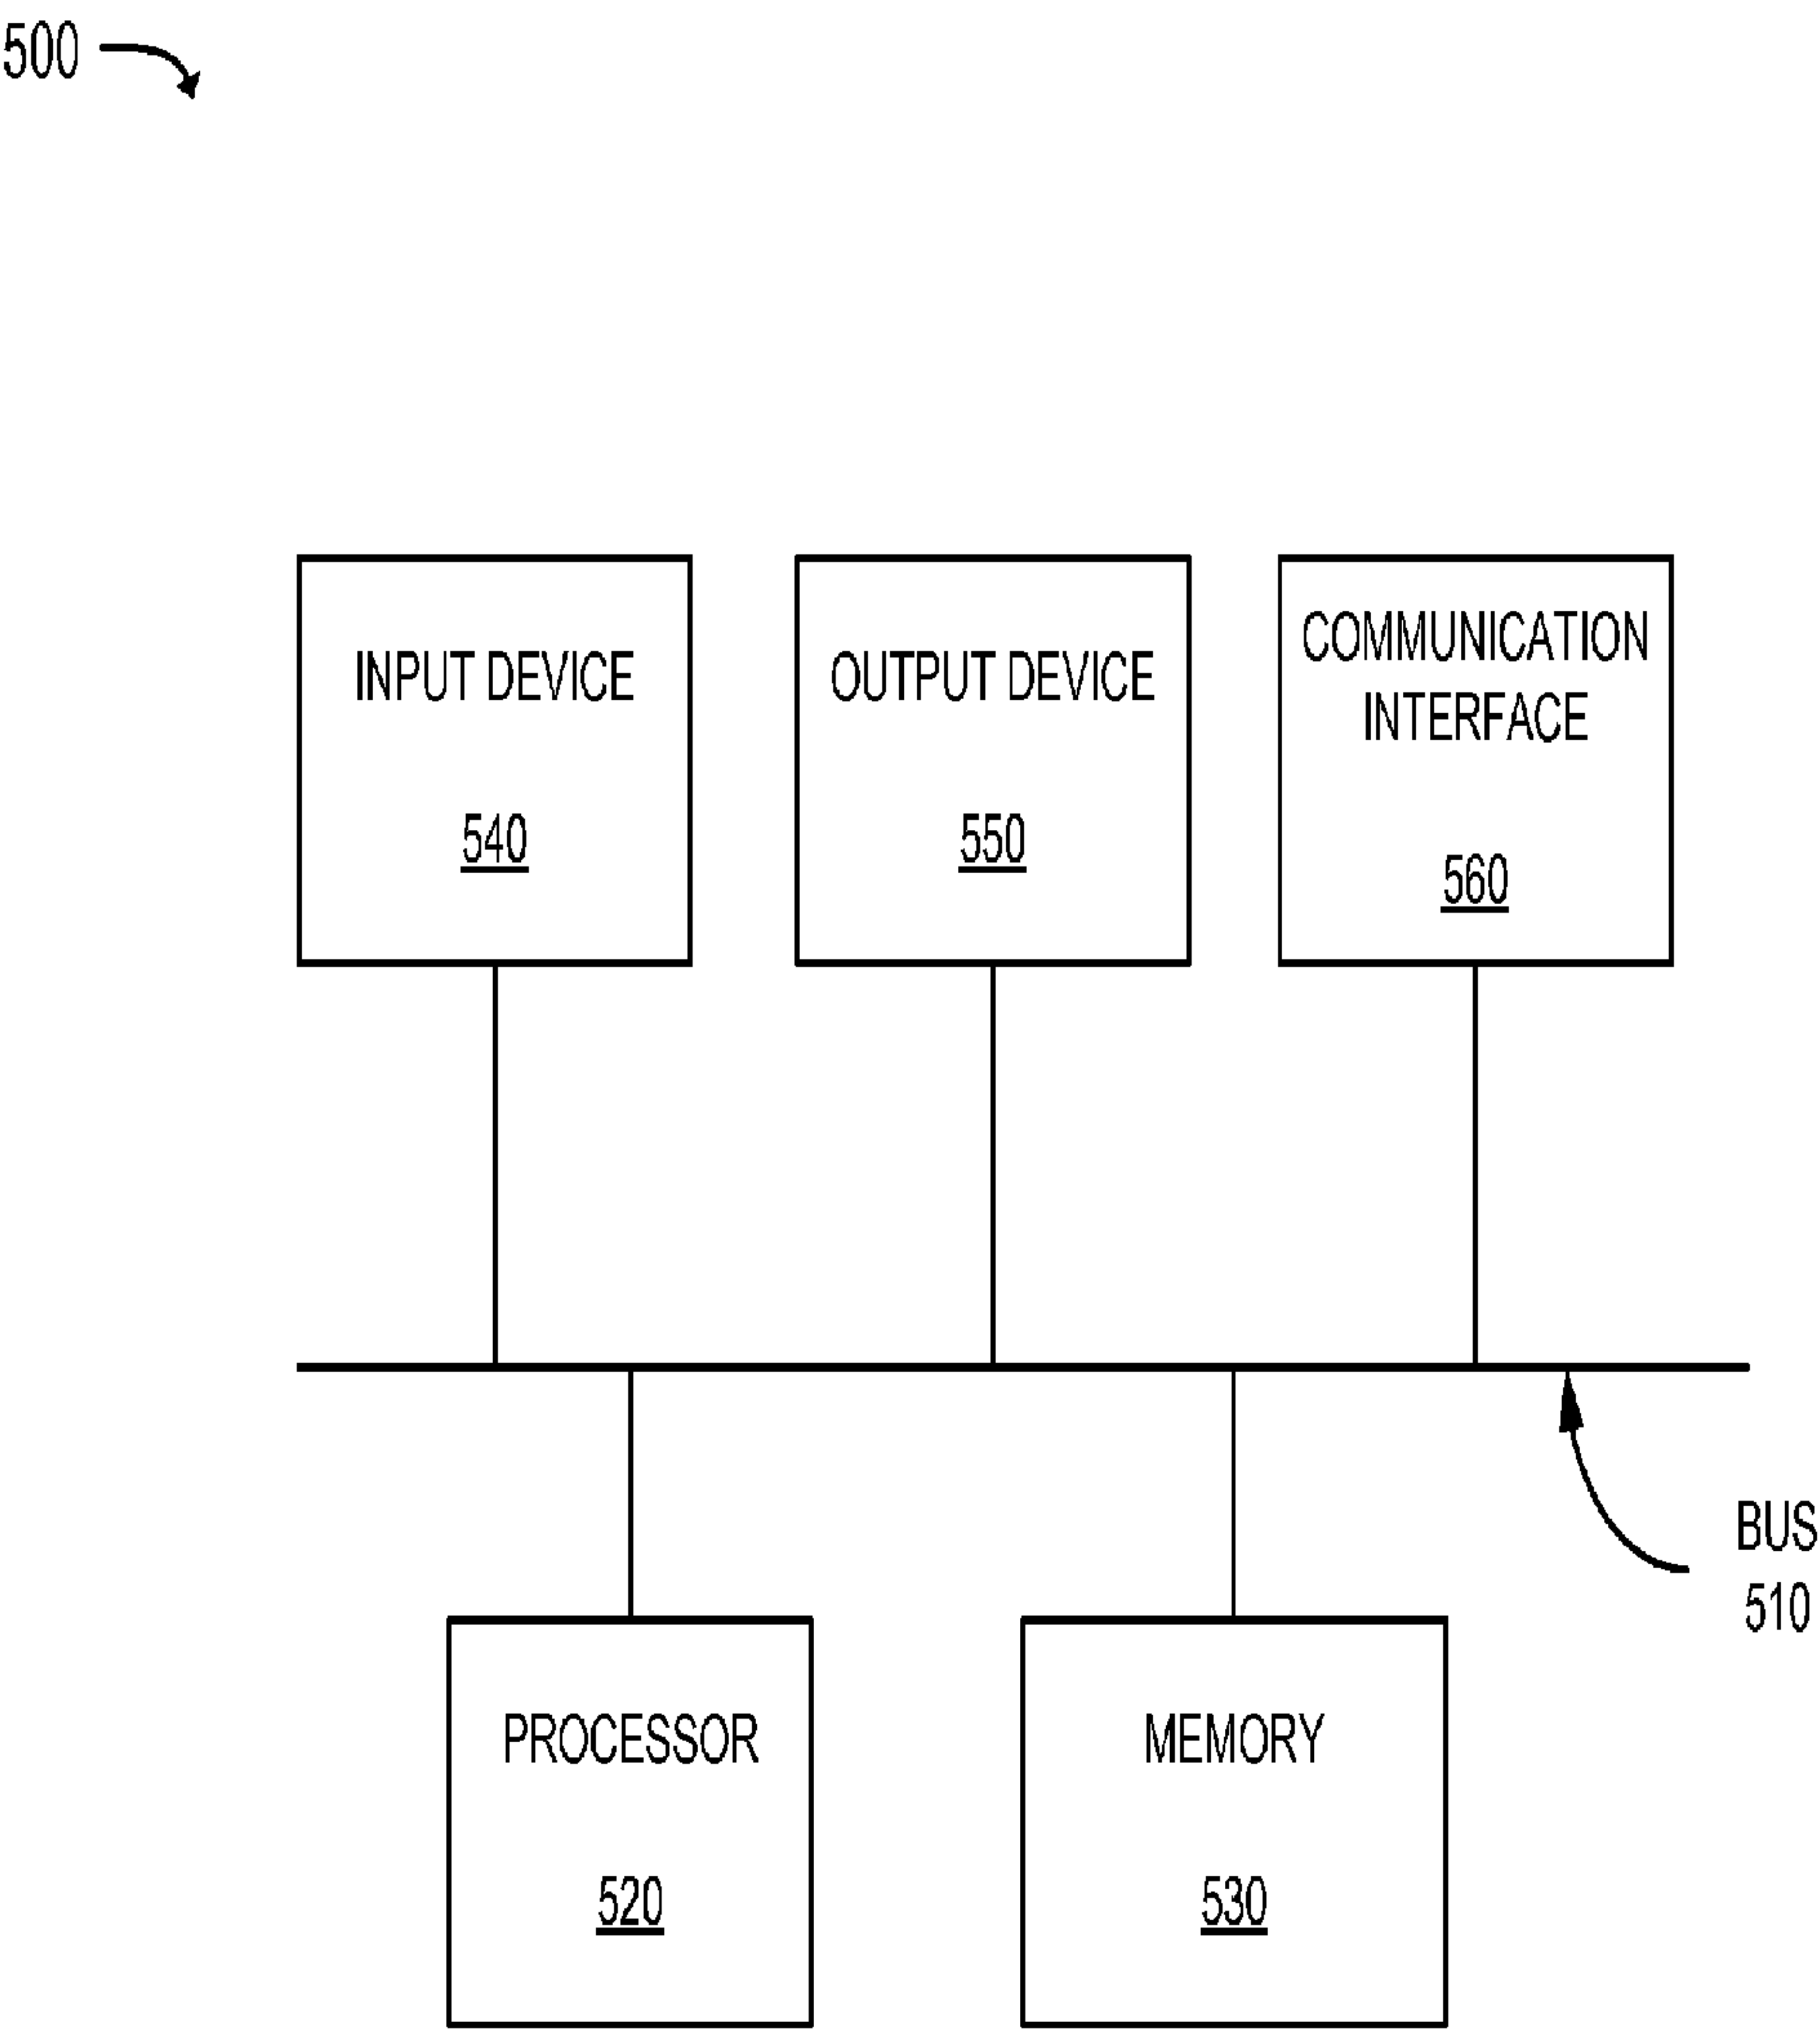 500
INPUT DEVICE
540
OUTPUT DEVICE
550
COMMUNICATION
INTERFACE
560
BUS
510
PROCESSOR
520
MEMORY
530